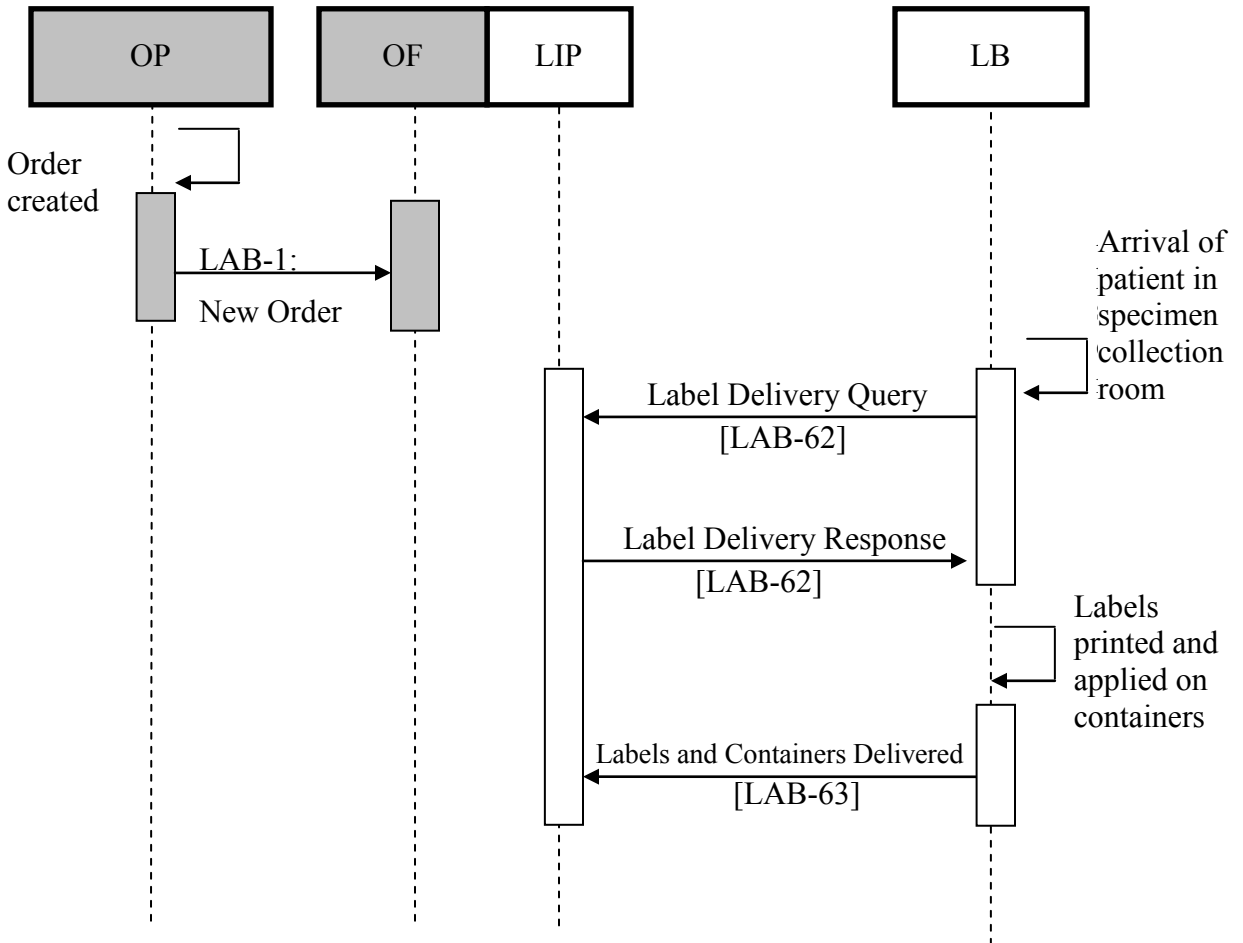 OP
OF
LIP
LB
Order
created
LAB-1:
New Order
Arrival of
patient in
specimen
collection
room
Label Delivery Query
[LAB-62]
Label Delivery Response
[LAB-62]
Labels
printed and
applied on
containers
Labels and Containers Delivered
[LAB-63]